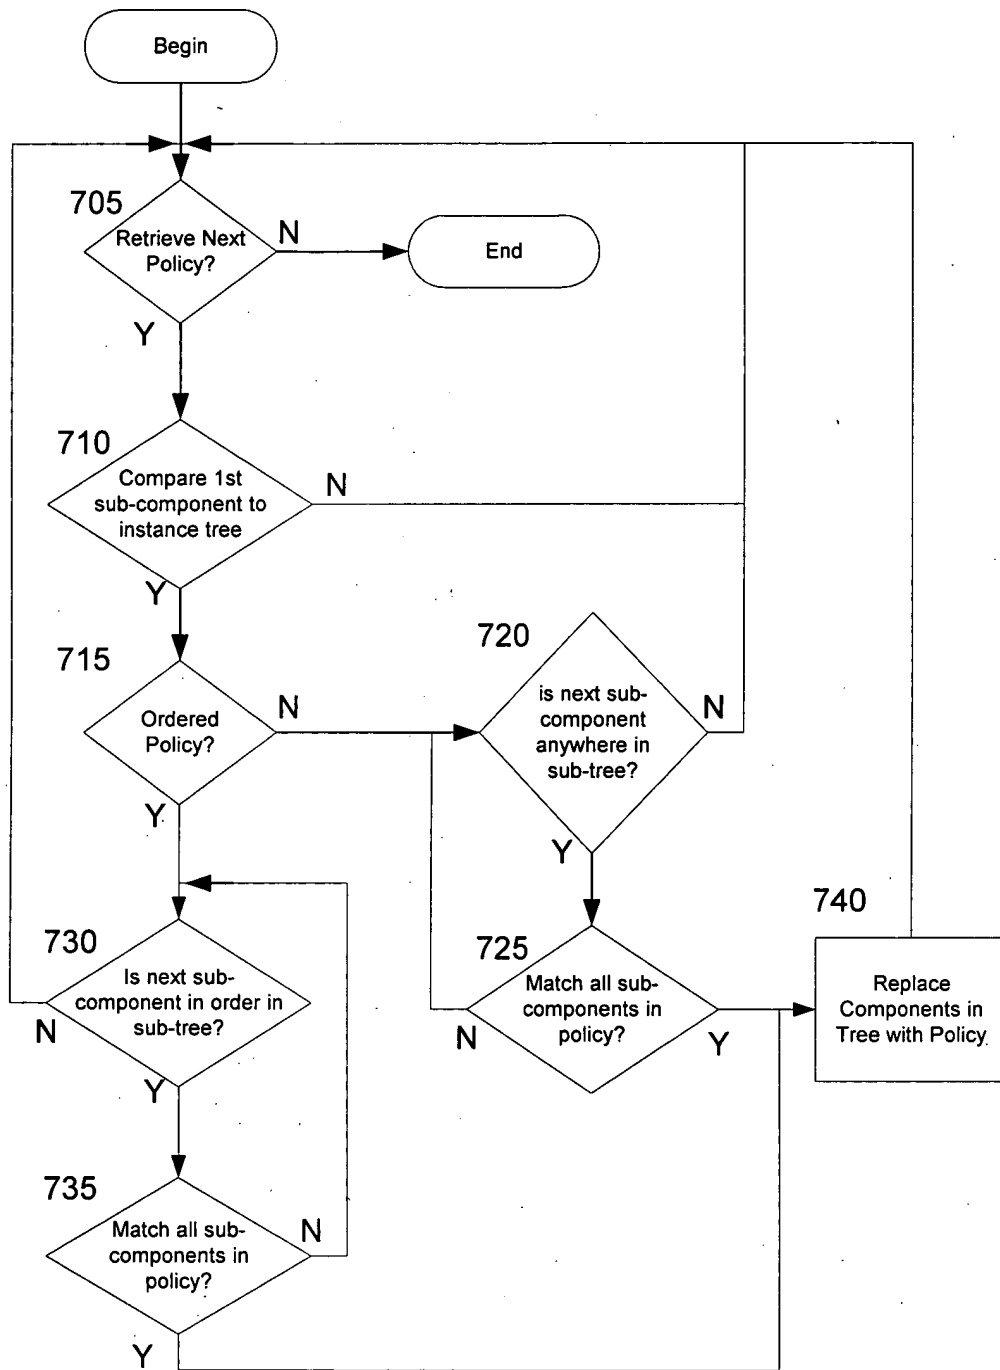 Begin
705
Retrieve Next
Policy?
N
End
Y
710
Compare 1st
sub-component to
instance tree
N
Y
715
Ordered
Policy?
N
Y
720
is next sub-
component
anywhere in
sub-tree?
N
Y
725
Match all sub-
components in
policy?
N
Y
740
Replace
Components in
Tree with Policy
730
Is next sub-
component in order in
sub-tree?
N
Y
735
Match all sub-
components in
policy?
N
Y